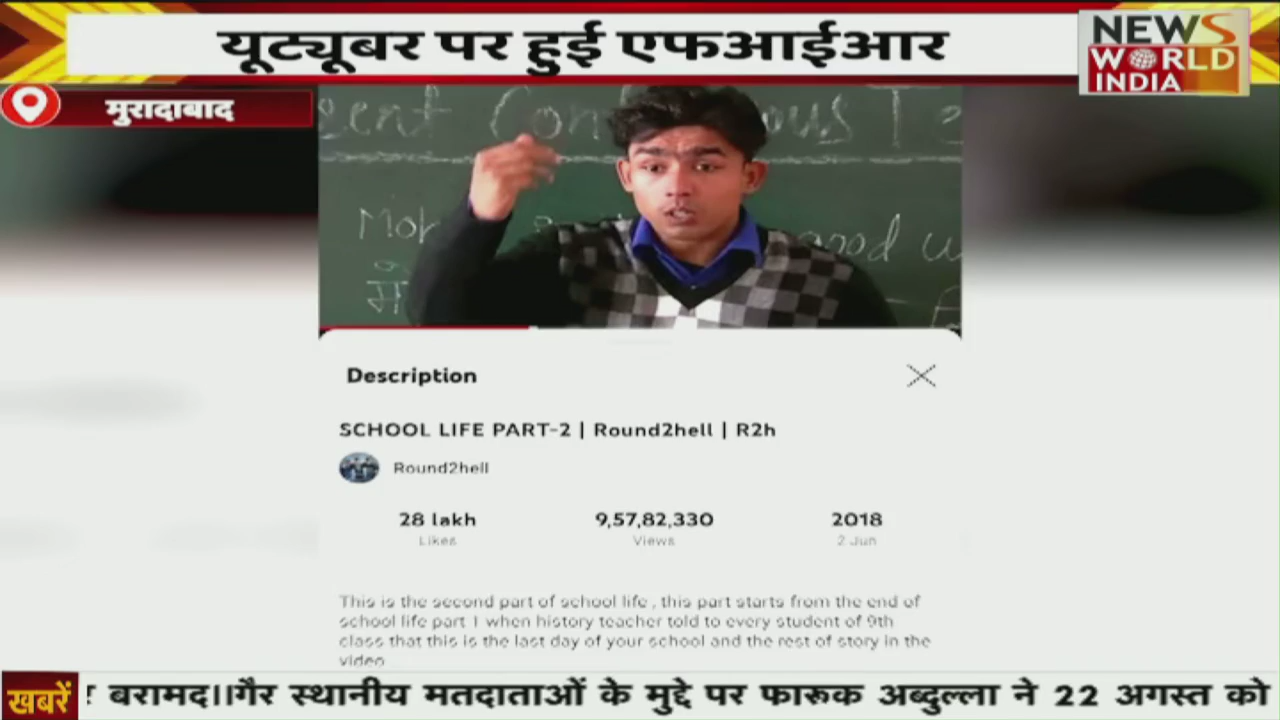 यूट्यूबर पर हुई एफआईआर
NEWS
WORLD
INDIA
मुरादाबाद
good
Description
SCHOOL LIFE PART-2 | Round2hell | R2h
Round2hell
28 lakh 9,57,82,330 2018
Likes Views 2 Jun
This is the second part of school life , this part starts from the end of
school life part 1 when history teacher told to every student of 9th
class that this is the last day of your school and the rest of story in the
video
खबरें बरामद॥गैर स्थानीय मतदाताओं के मुद्दे पर फारूक अब्दुल्ला ने 22 अगस्त को